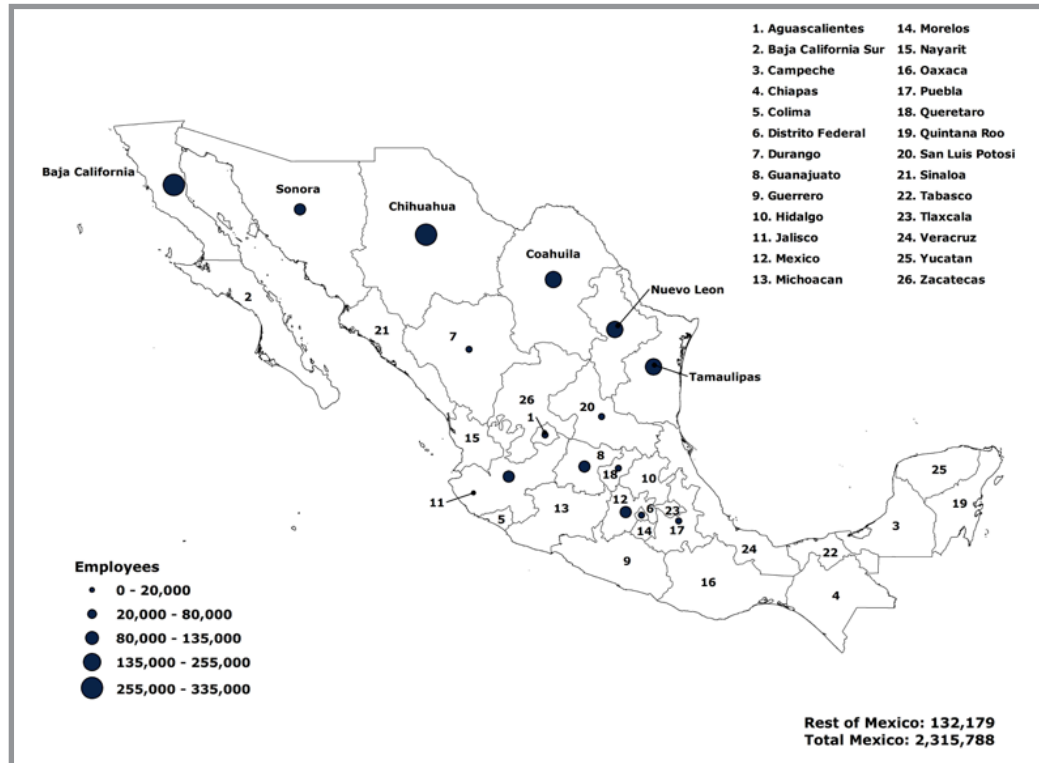 1. Aguascalientes
2. Baja California Sur
3. Campeche
4. Chiapas
5. Colima
6. Distrito Federal
7. Durango
8. Guanajuato
9. Guerrero
10. Hidalgo
11. Jalisco
12. Mexico
13. Michoacan
14. Morelos
15. Nayarit
16. Oaxaca
17. Puebla
18. Queretaro
19. Quintana Roo
20. San Luis Potosi
21. Sinaloa
22. Tabasco
23. Tlaxcala
24. Veracruz
25. Yucatan
26. Zacatecas
Baja California
Sonora
Chihuahua
Coahuila
Nuevo Leon
Tamaulipas
2
21
7
26
20
1
15
8
18
10
25
11
12
6
23
19
5
13
14
17
3
24
22
9
16
4
Employees
0 - 20,000
20,000 - 80,000
80,000 - 135,000
135,000 - 255,000
255,000 - 335,000
Rest of Mexico: 132,179
Total Mexico: 2,315,788